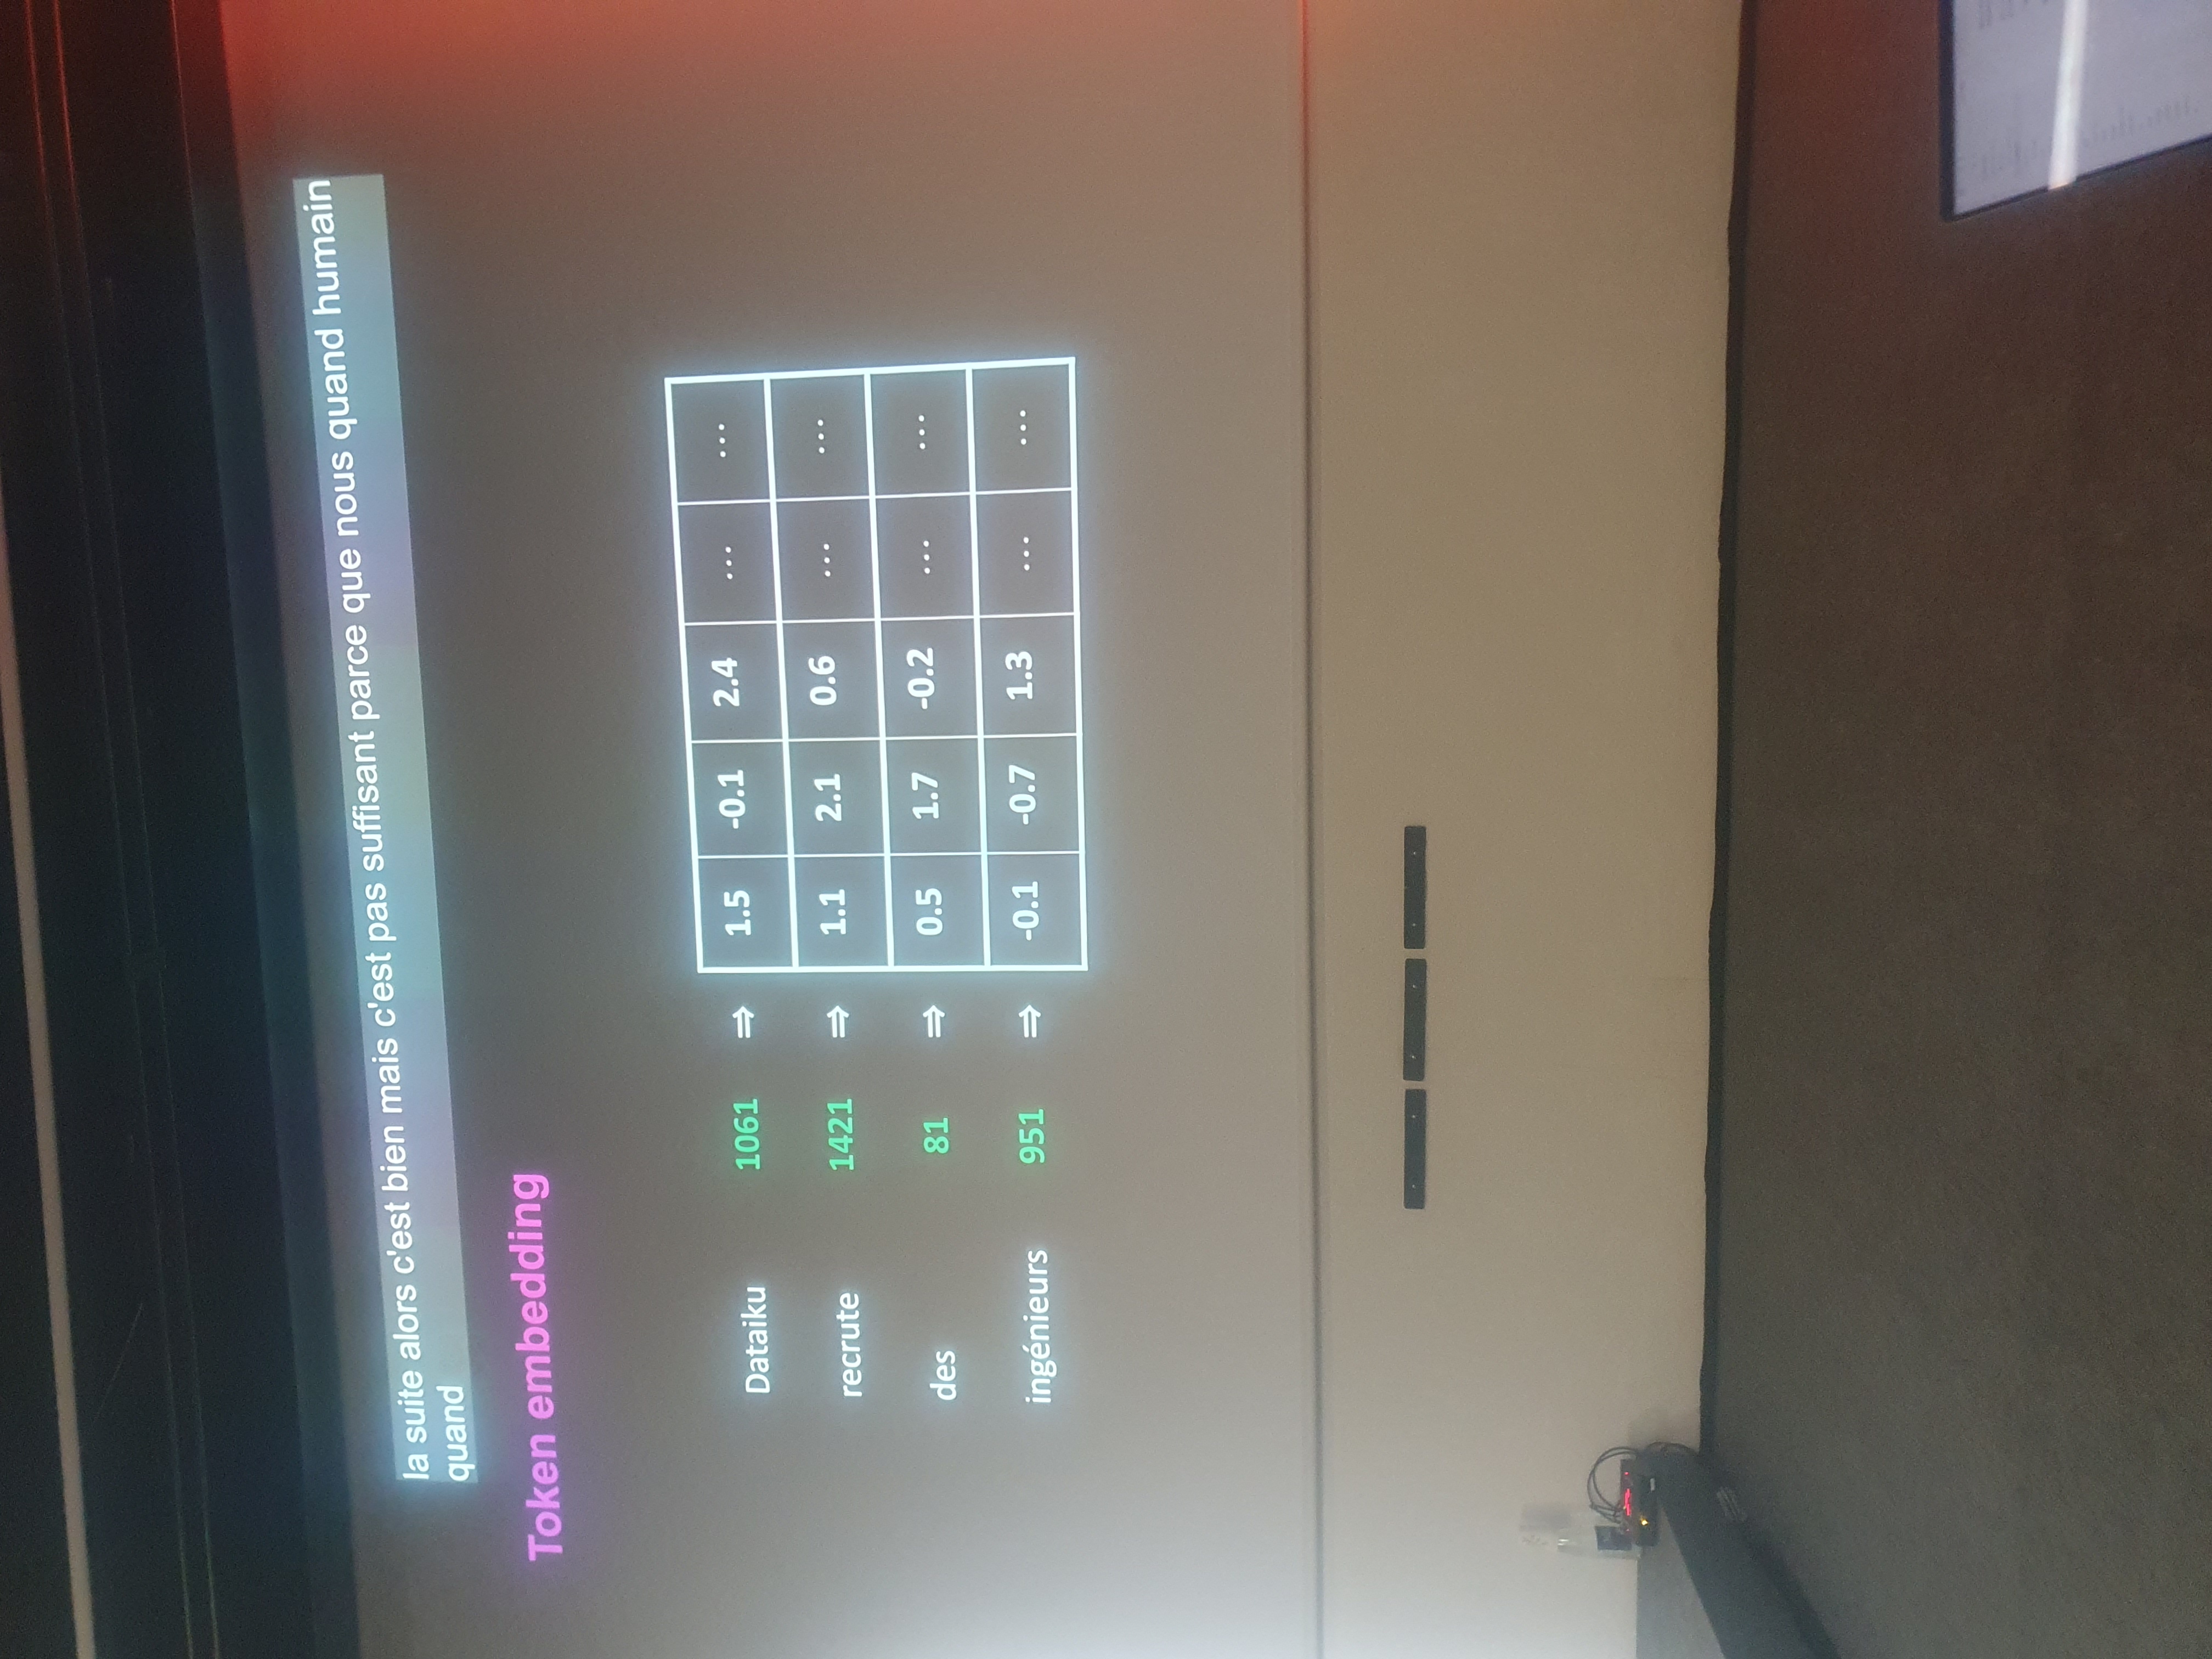 la suite alors c'est bien mais c'est pas suffisant parce que nous quand humain
quand
Token embedding
Dataiku 1061 ⇒ 1.5 -0.1 2.4 ... ...
recrute 1421 ⇒ 1.1 2.1 0.6 ... ...
des 81 ⇒ 0.5 1.7 -0.2 ... ...
ingénieurs 951 ⇒ -0.1 -0.7 1.3 ... ...